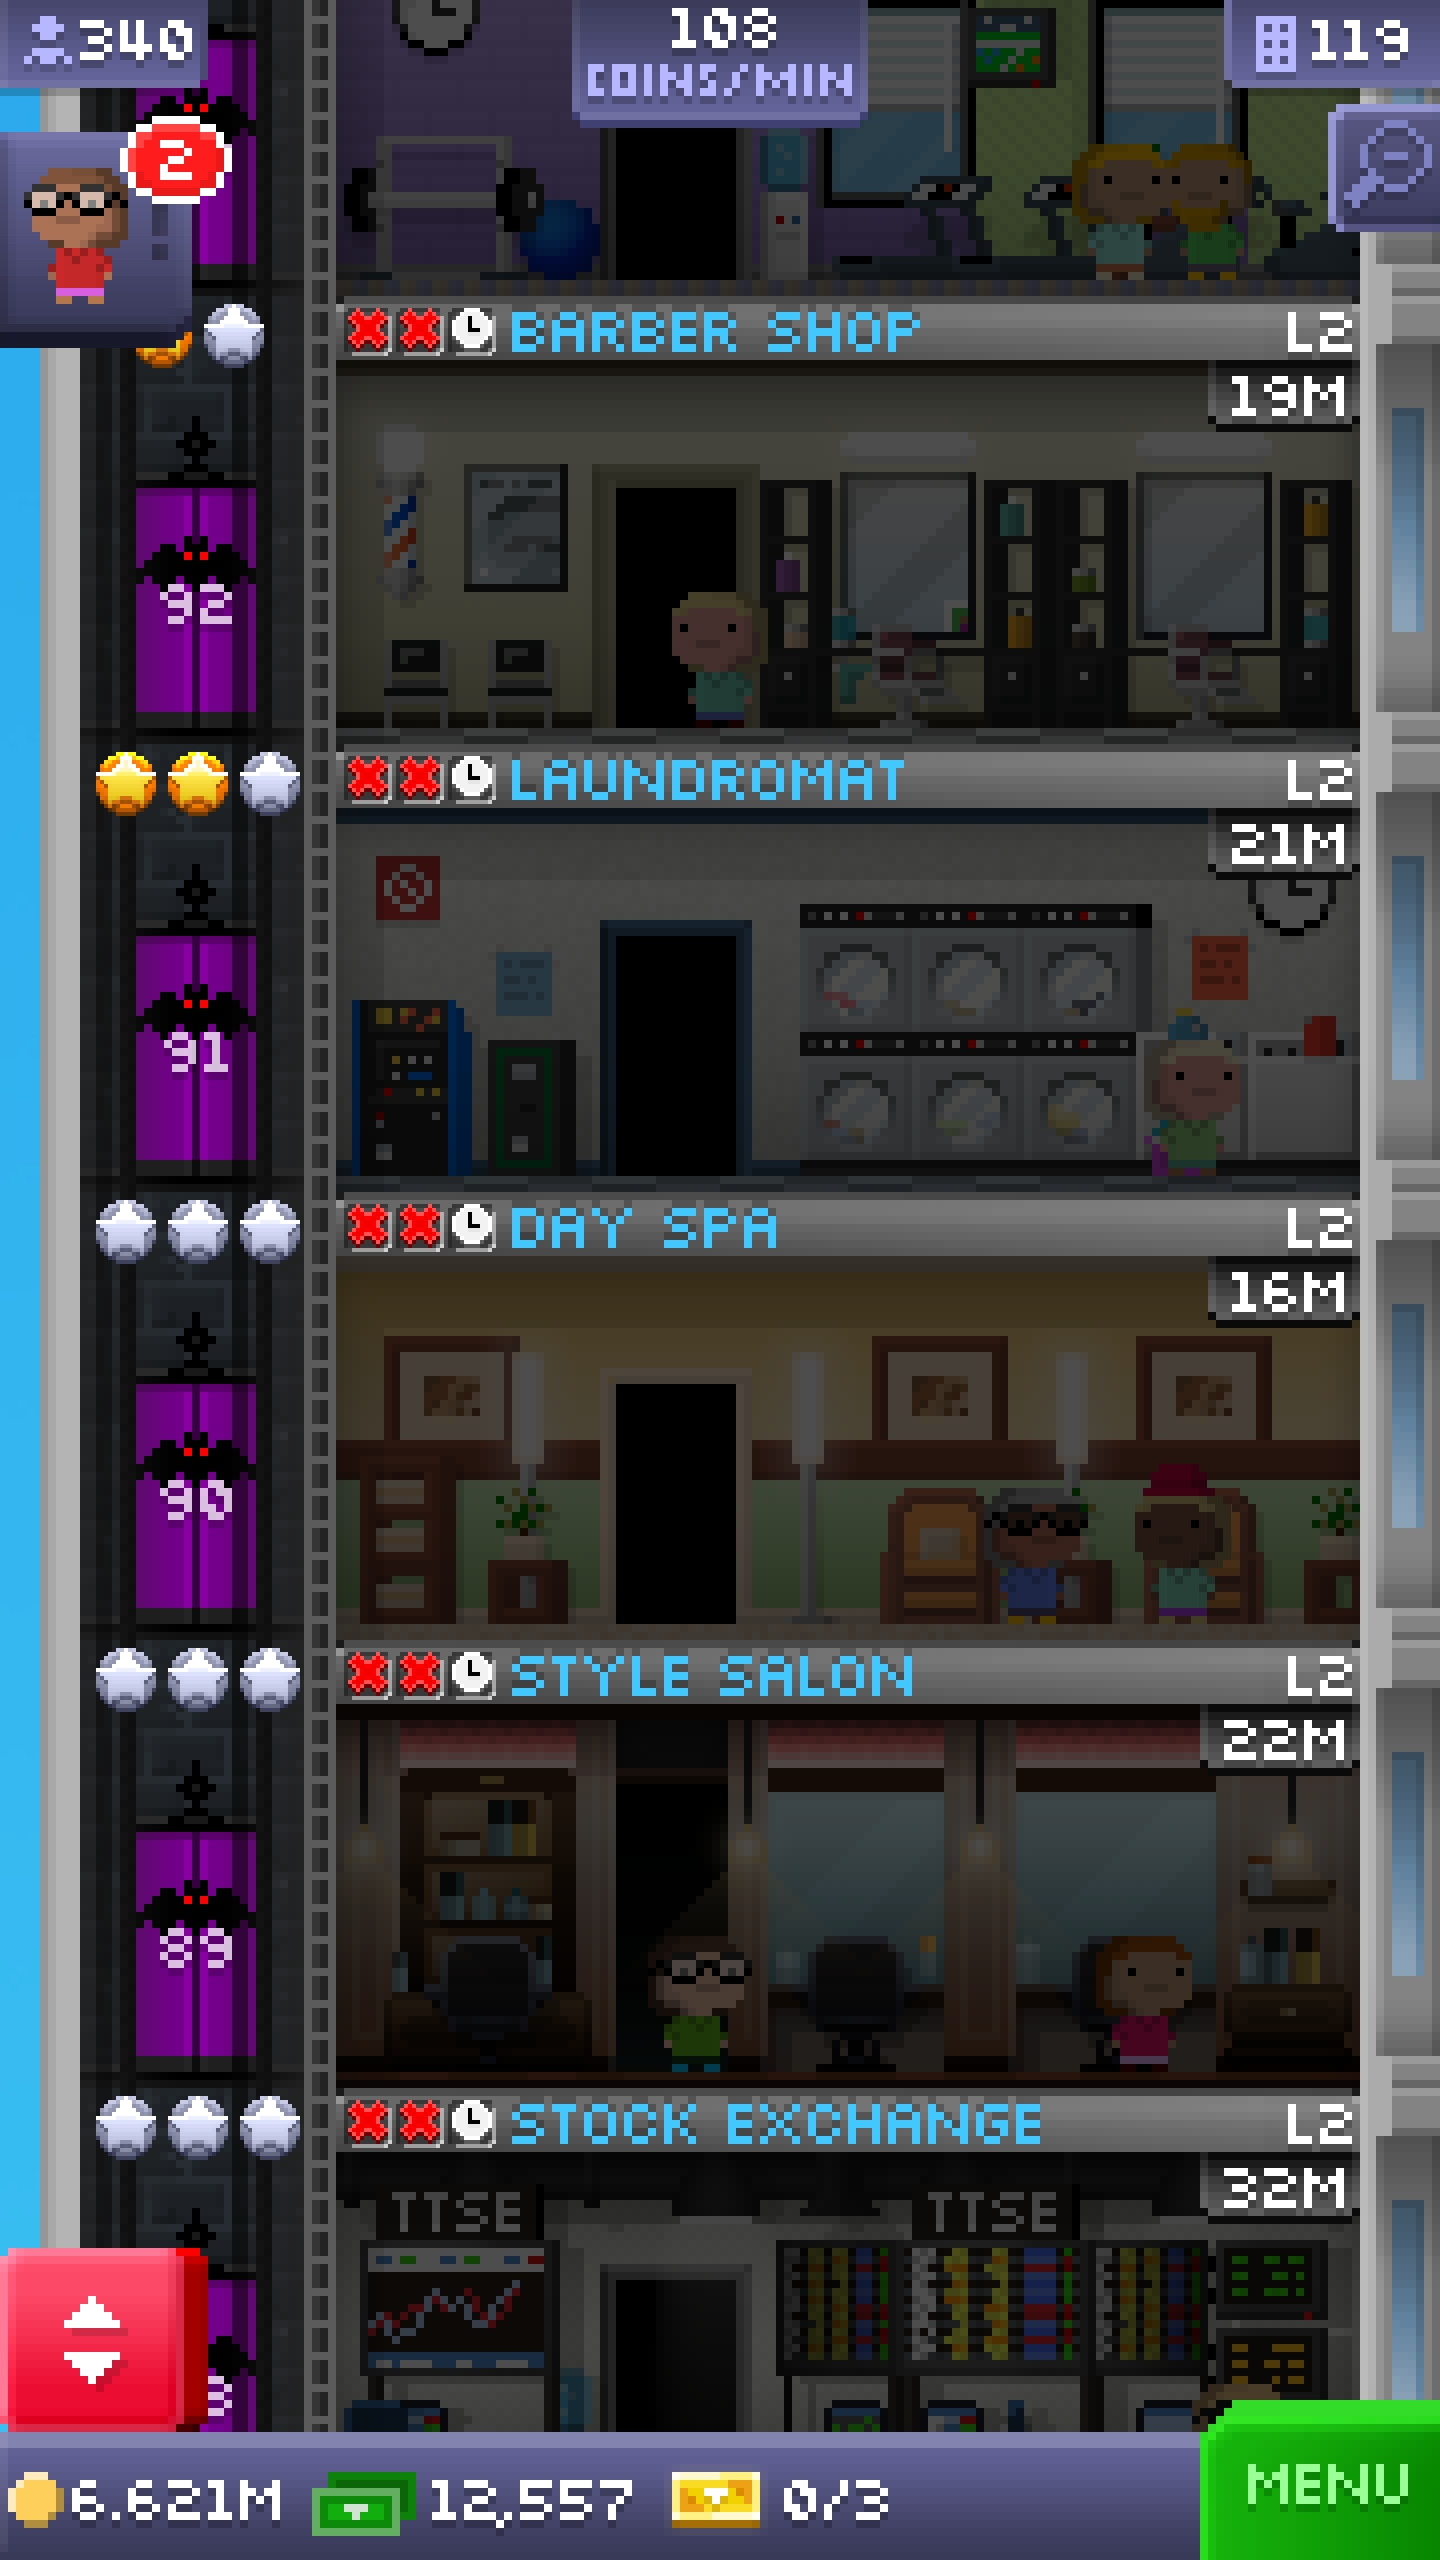 340
108
COINS/MIN
119
2
BARBER SHOP
L2
19M
92
LAUNDROMAT
L2
21M
91
DAY SPA
L2
16M
90
STYLE SALON
L2
22M
89
STOCK EXCHANGE
L2
32M
TTSE
TTSE
6.621M
12,557
0/3
MENU